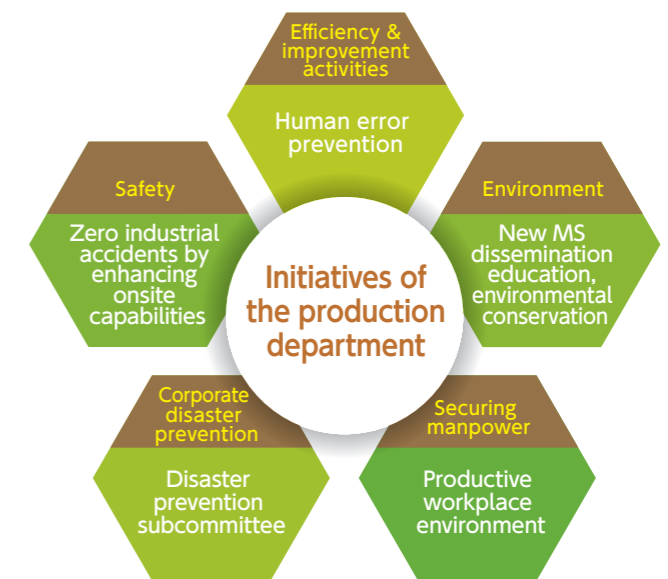 Efficiency &
improvement
activities
Human error
prevention
Safety
Zero industrial
accidents by
enhancing
onsite
capabilities
Environment
New MS
dissemination
education,
environmental
conservation
Initiatives of
the production
department
Corporate
disaster
prevention
Disaster
prevention
subcommittee
Securing
manpower
Productive
workplace
environment